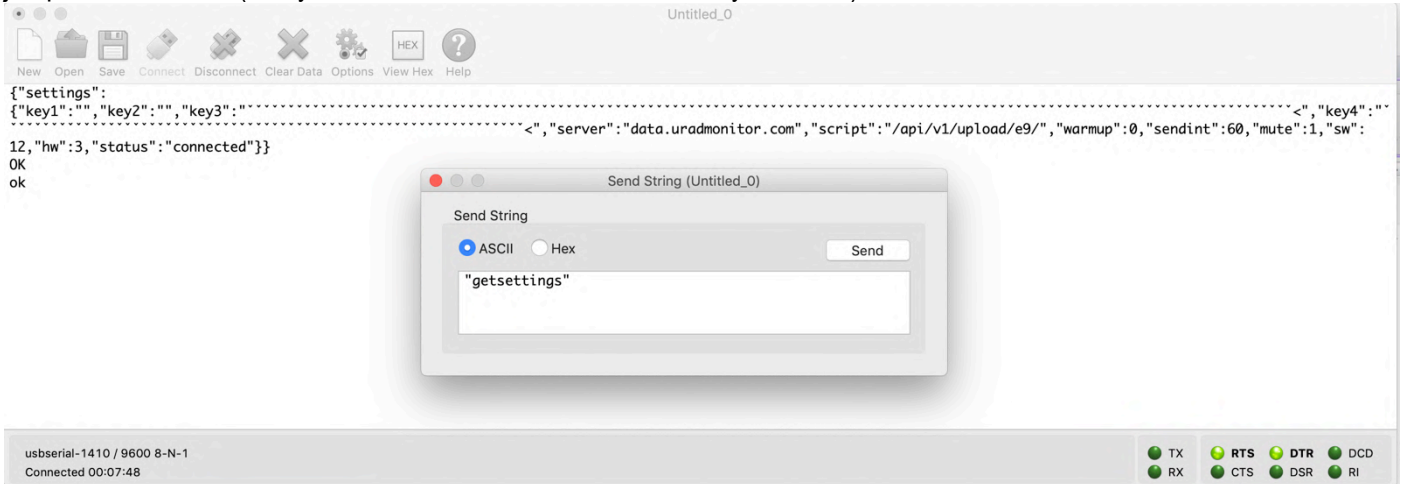 Untitled_0
New Open Save Connect Disconnect Clear Data Options View Hex Help
HEX
{"settings":
{"key1":"","key2":"","key3":"
<","key4":"
<","server":"data.uradmonitor.com","script":"/api/v1/upload/e9/","warmup":0,"sendint":60,"mute":1,"sw":
12,"hw":3,"status":"connected"}}
OK
ok
Send String (Untitled_0)
Send String
ASCII Hex Send
"getsettings"
usbserial-1410 / 9600 8-N-1
Connected 00:07:48
TX RTS DTR DCD
RX CTS DSR RI